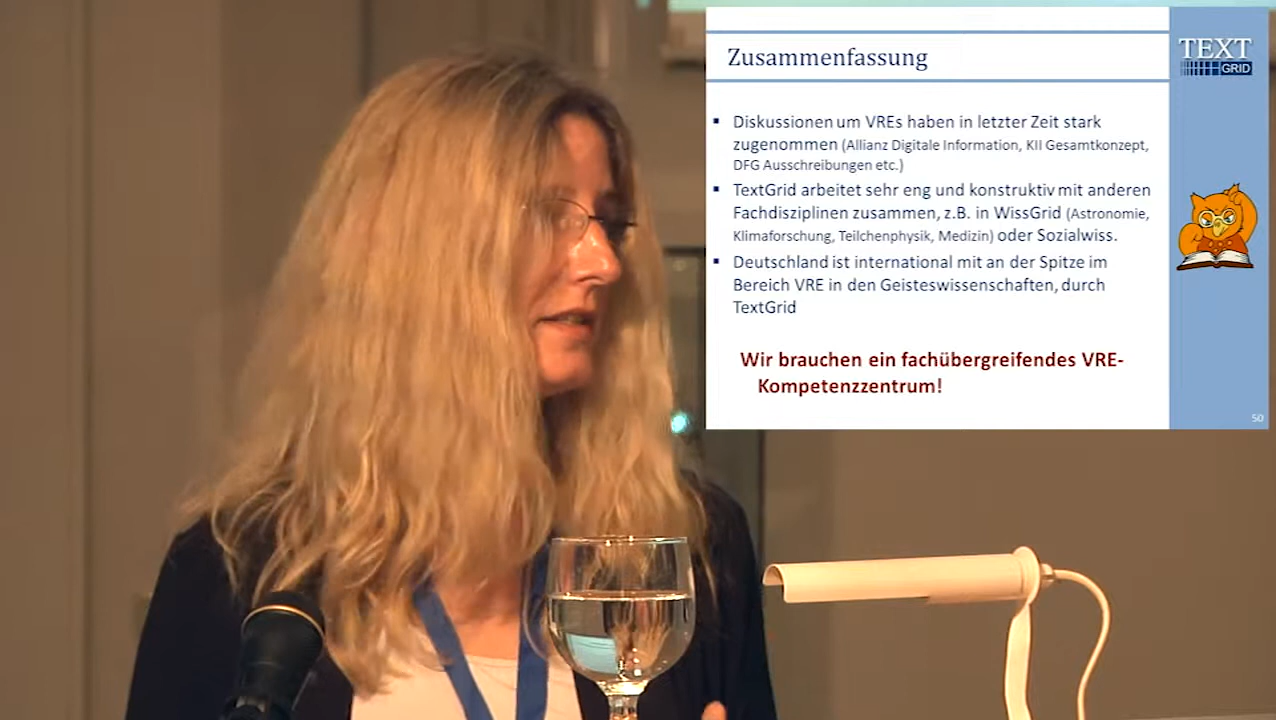 Zusammenfassung
TEXT
GRID
Diskussionen um VREs haben in letzter Zeit stark
zugenommen (Allianz Digitale Information, KII Gesamtkonzept,
DFG Ausschreibungen etc.)
TextGrid arbeitet sehr eng und konstruktiv mit anderen
Fachdisziplinen zusammen, z.B. in WissGrid (Astronomie,
Klimaforschung, Teilchenphysik, Medizin) oder Sozialwiss.
Deutschland ist international mit an der Spitze im
Bereich VRE in den Geisteswissenschaften, durch
TextGrid
Wir brauchen ein fachübergreifendes VRE-
Kompetenzzentrum!
50